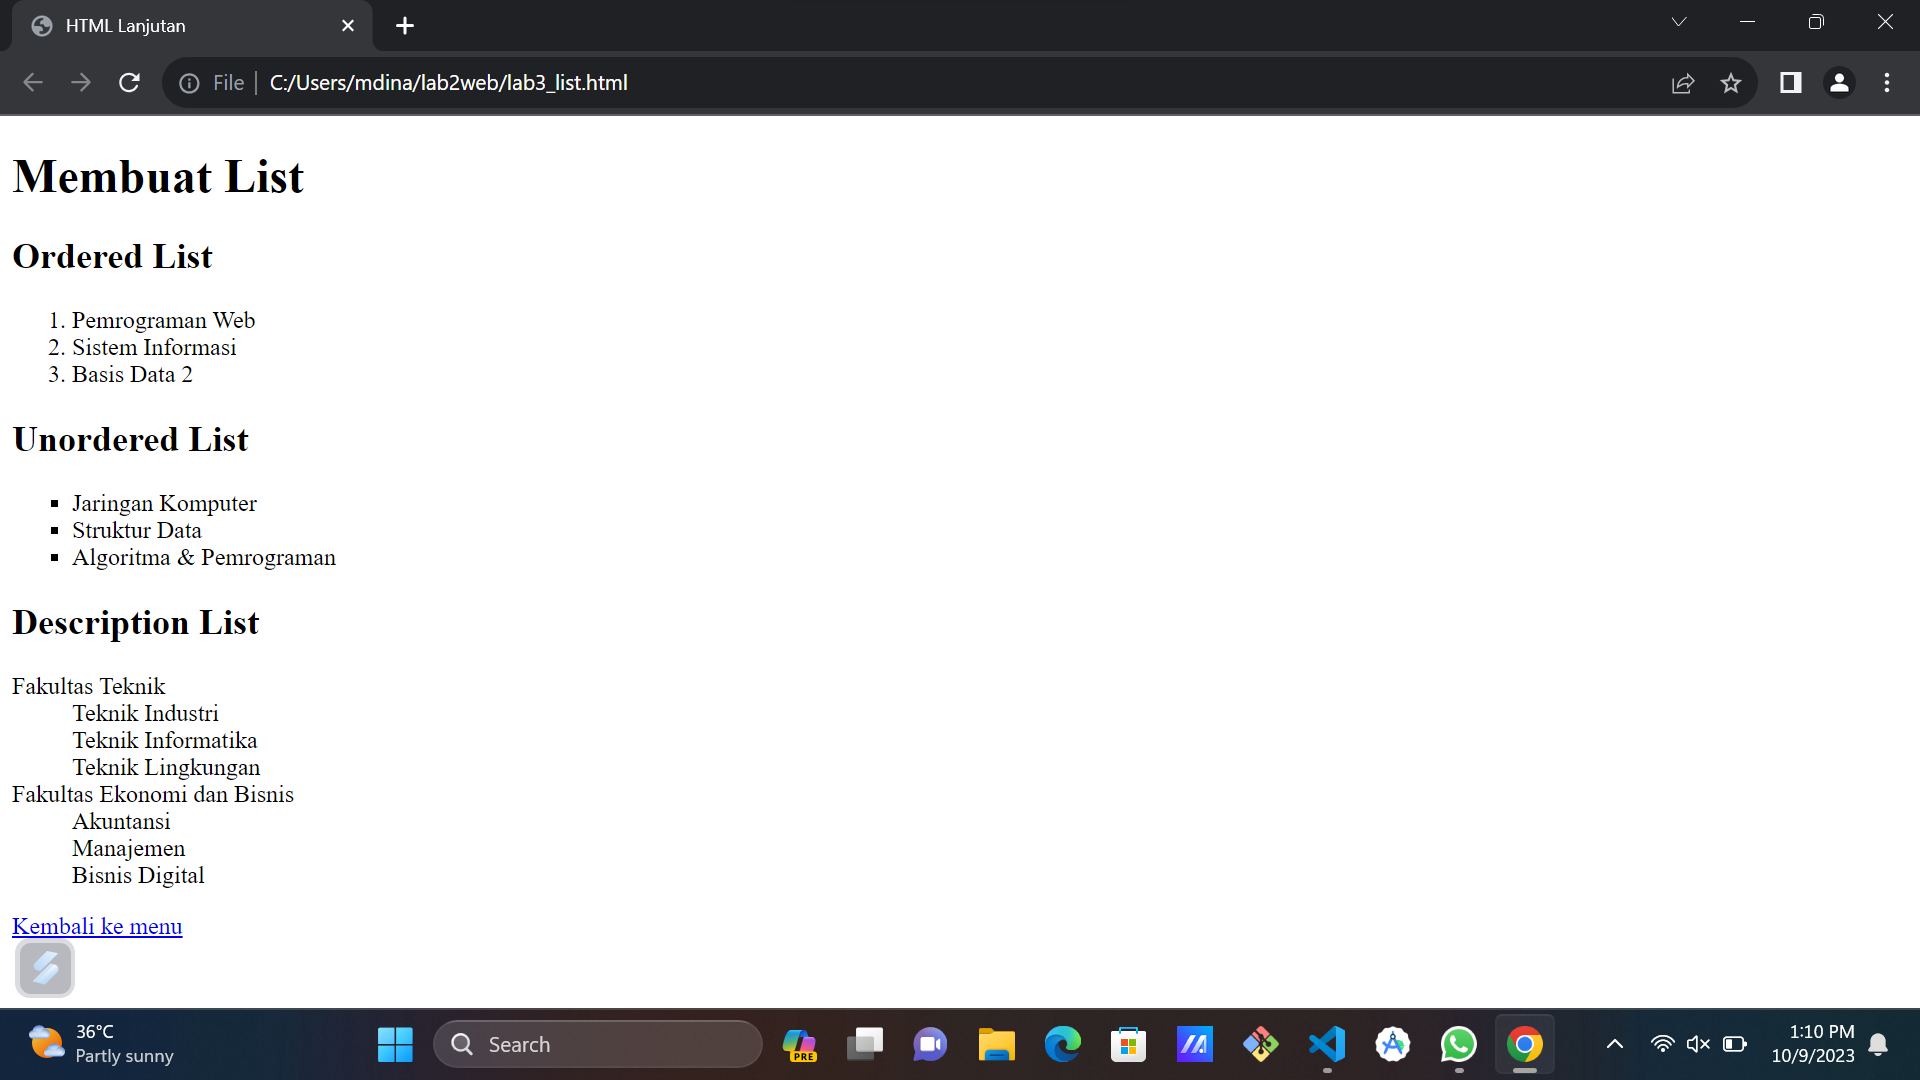 HTML Lanjutan
File
C:/Users/mdina/lab2web/lab3_list.html
Membuat List
Ordered List
1. Pemrograman Web
2. Sistem Informasi
3. Basis Data 2
Unordered List
▪ Jaringan Komputer
▪ Struktur Data
▪ Algoritma & Pemrograman
Description List
Fakultas Teknik
Teknik Industri
Teknik Informatika
Teknik Lingkungan
Fakultas Ekonomi dan Bisnis
Akuntansi
Manajemen
Bisnis Digital
Kembali ke menu
36°C
Partly sunny
Search
PRE
1:10 PM
10/9/2023